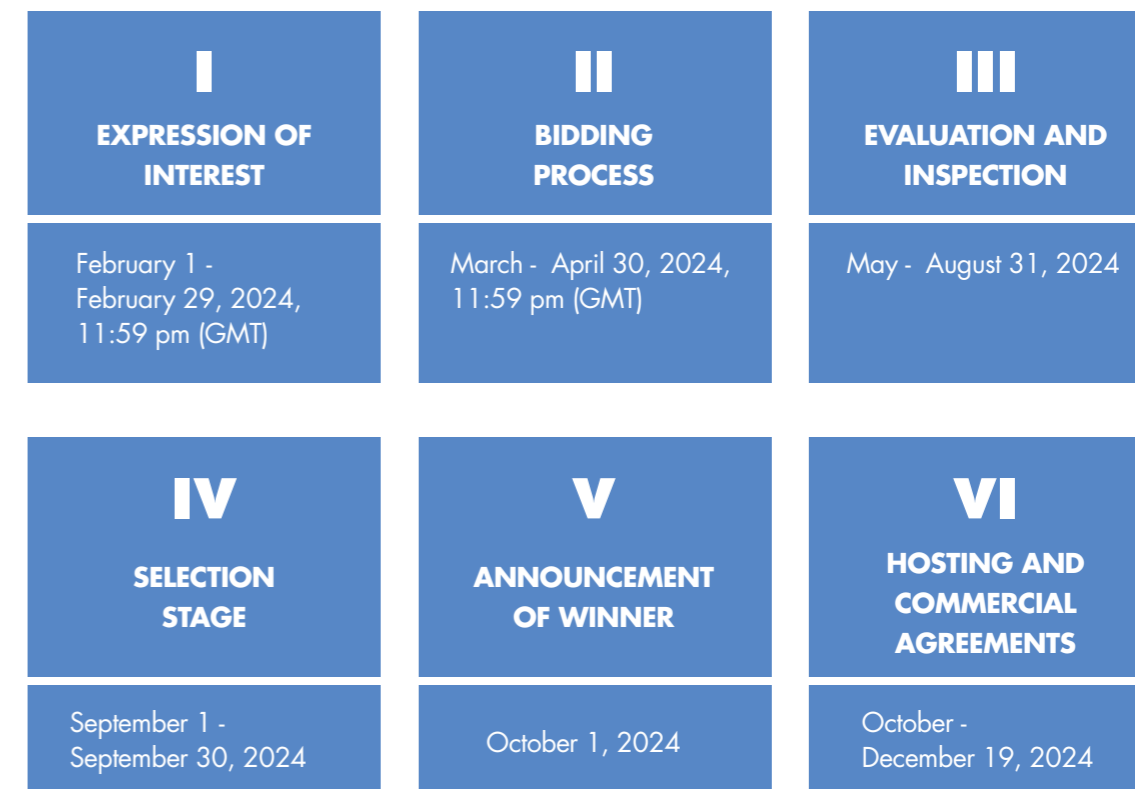 I
EXPRESSION OF
INTEREST
February 1 -
February 29, 2024,
11:59 pm (GMT)
II
BIDDING
PROCESS
March - April 30, 2024,
11:59 pm (GMT)
III
EVALUATION AND
INSPECTION
May - August 31, 2024
IV
SELECTION
STAGE
September 1 -
September 30, 2024
V
ANNOUNCEMENT
OF WINNER
October 1, 2024
VI
HOSTING AND
COMMERCIAL
AGREEMENTS
October -
December 19, 2024